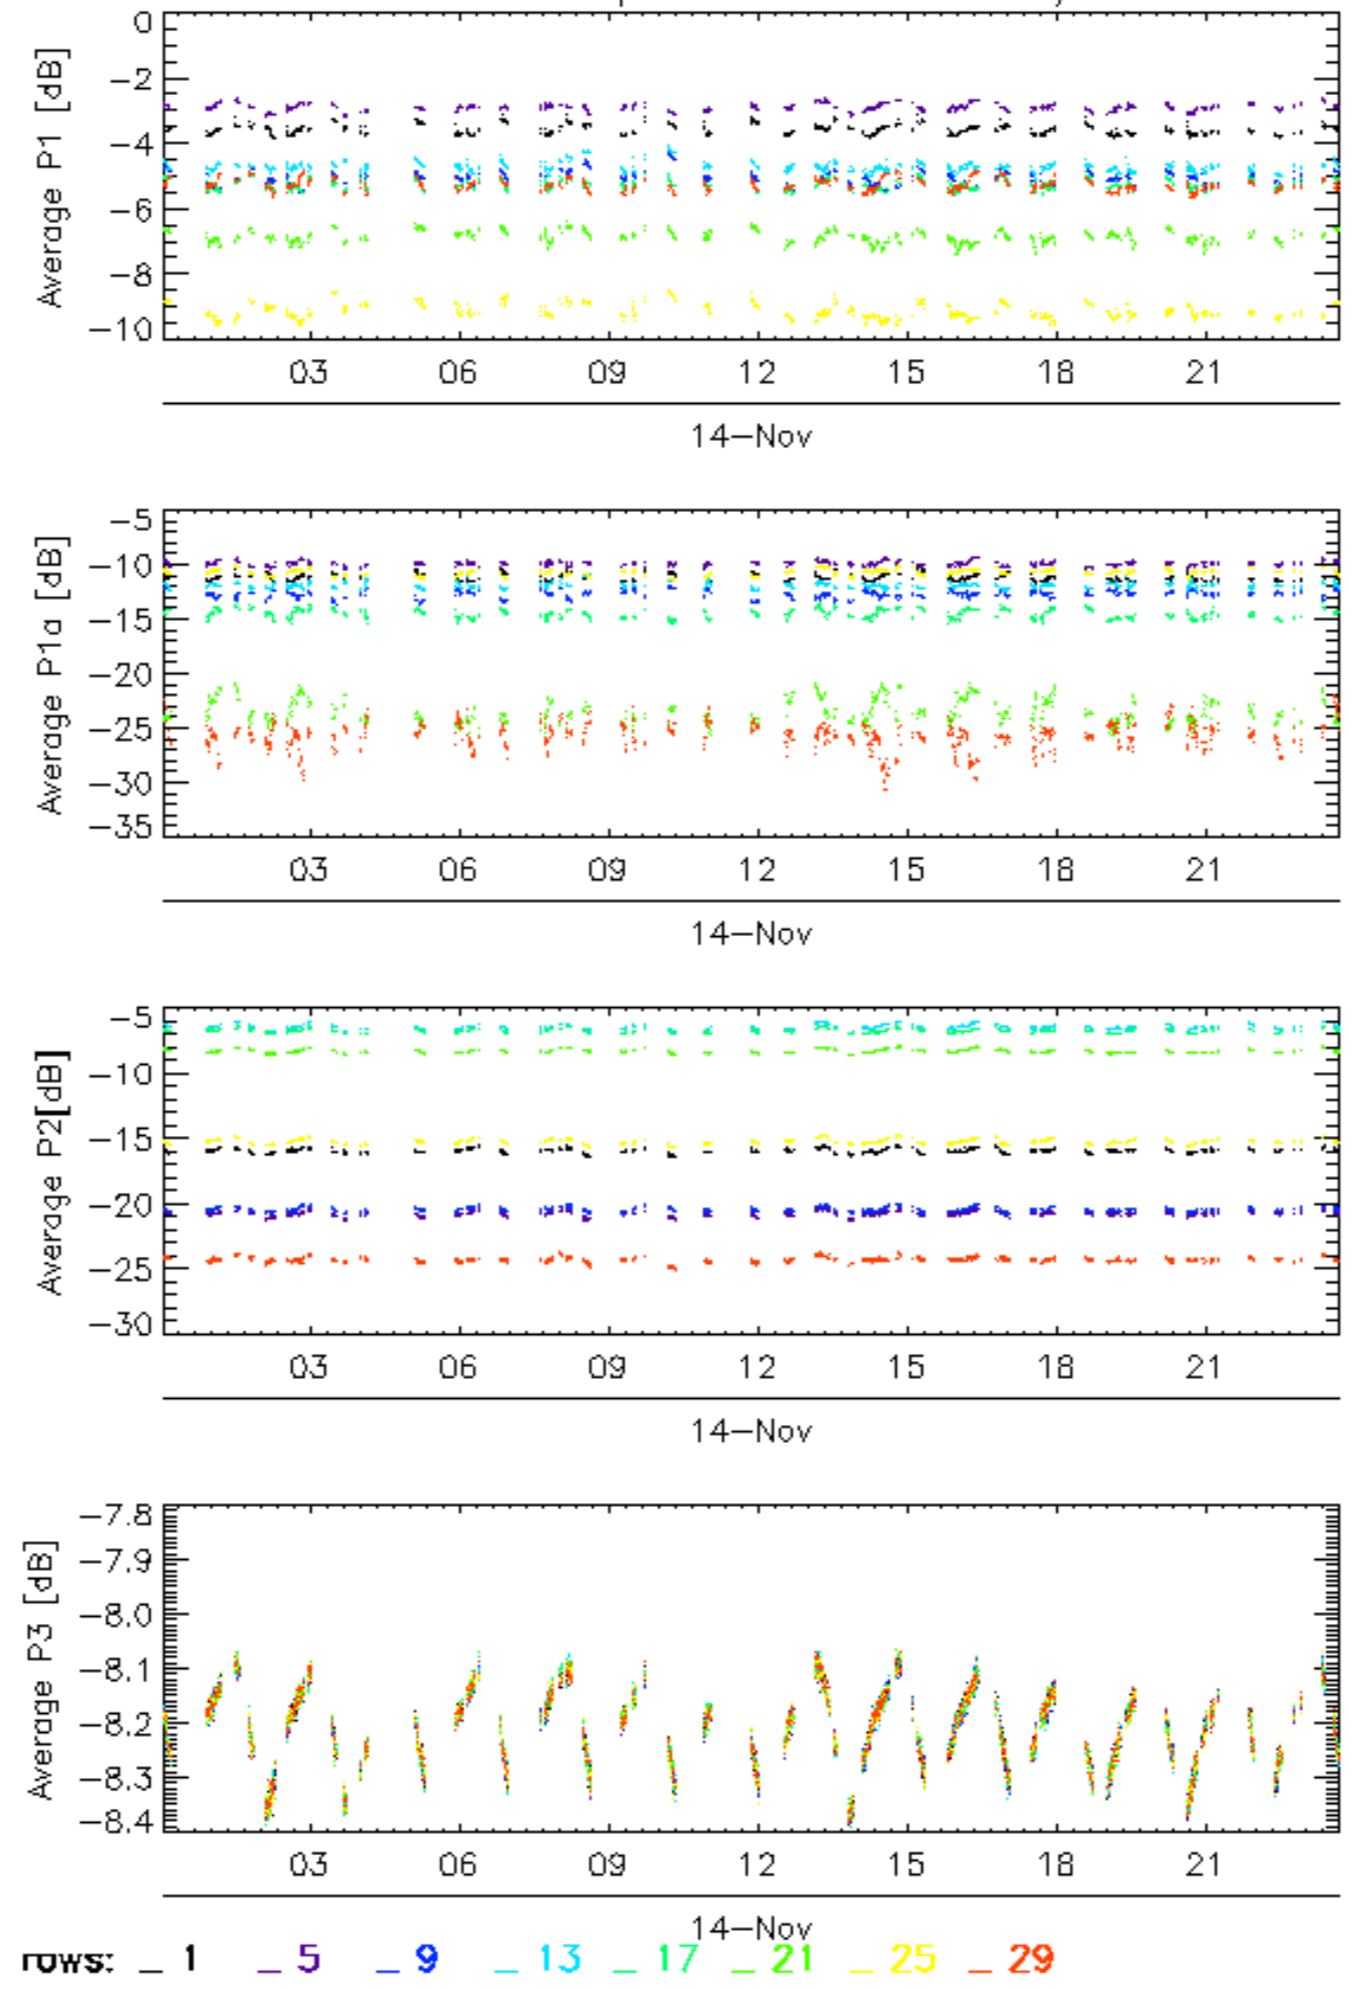 0
−2
−4
−6
−8
−10
Average P1 [dB]
03 06 09 12 15 18 21
14−Nov
−5
−10
−15
−20
−25
−30
−35
Average P1a [dB]
03 06 09 12 15 18 21
14−Nov
−5
−10
−15
−20
−25
−30
Average P2[dB]
03 06 09 12 15 18 21
14−Nov
−7.8
−7.9
−8.0
−8.1
−8.2
−8.3
−8.4
Average P3 [dB]
03 06 09 12 15 18 21
14−Nov
rows: _ 1 _ 5 _ 9 _ 13 _ 17 _ 21 _ 25 _ 29